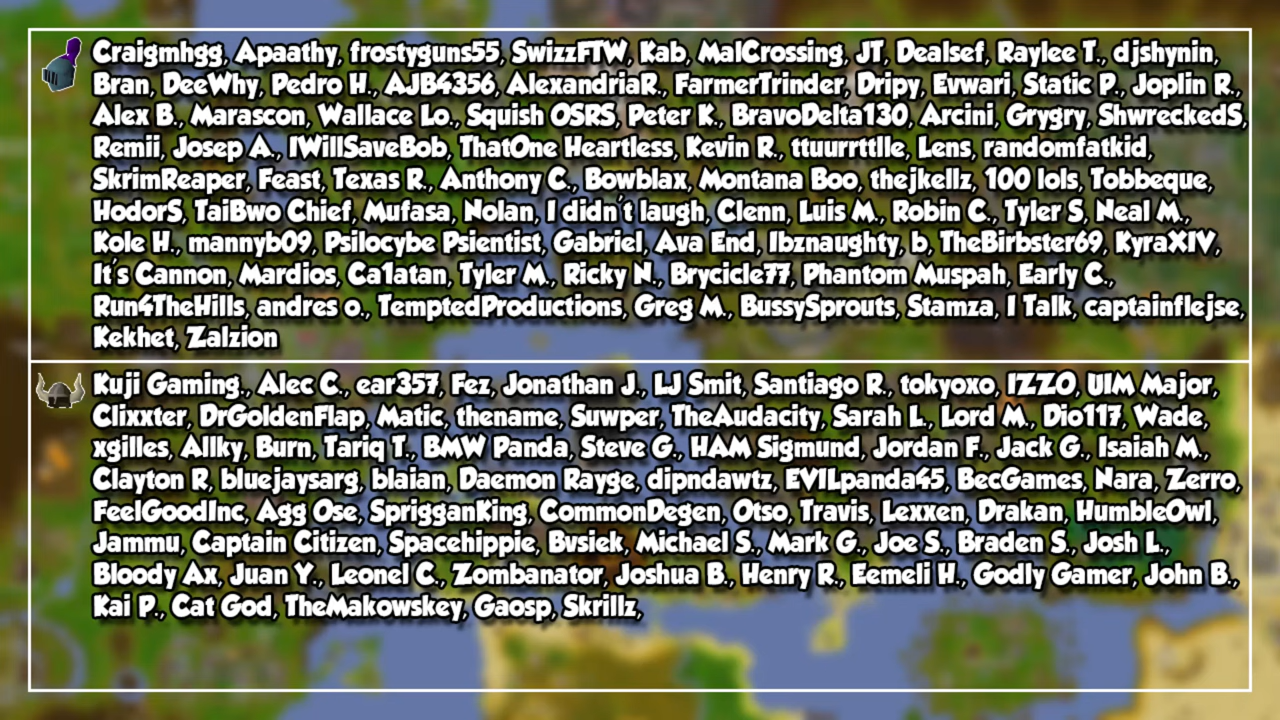 Craigmhgg, Apaathy, frostyguns55, SwizzFTW, Kab, MalCrossing, JT, Dealsef, Raylee T., djshynin,
Bran, DeeWhy, Pedro H., AJB4356, AlexandriaR., FarmerTrinder, Dripy, Evwari, Static P., Joplin R.,
Alex B., Marascon, Wallace Lo., Squish OSRS, Peter K., BravoDelta130, Arcini, Grygry, ShwreckedS,
Remii, Josep A., IWillSaveBob, ThatOne Heartless, Kevin R., ttuurrttlle, Lens, randomfatkid,
SkrimReaper, Feast, Texas R., Anthony C., Bowblax, Montana Boo, thejkellz, 100 lols, Tobbeque,
HodorS, TaiBwo Chief, Mufasa, Nolan, I didn't laugh, Clenn, Luis M., Robin C., Tyler S, Neal M.,
Kole H., mannyb09, Psilocybe Psientist, Gabriel, Ava End, Ibznaughty, b, TheBirbster69, KyraXIV,
It's Cannon, Mardios, Ca1atan, Tyler M., Ricky N., Brycicle77, Phantom Muspah, Early C.,
Run4TheHills, andres o., TemptedProductions, Greg M., BussySprouts, Stamza, I Talk, captainflejse,
Kekhet, Zalzion
Kuji Gaming., Alec C., ear357, Fez, Jonathan J., LJ Smit, Santiago R., tokyoxo, IZZO, UIM Major,
Clixxter, DrGoldenFlap, Matic, thename, Suwper, TheAudacity, Sarah L., Lord M., Dio117, Wade,
xgilles, Allky, Burn, Tariq T., BMW Panda, Steve G., HAM Sigmund, Jordan F., Jack G., Isaiah M.,
Clayton R, bluejaysarg, blaian, Daemon Rayge, dipndawtz, EVILpanda45, BecGames, Nara, Zerro,
FeelGoodInc, Agg Ose, SprigganKing, CommonDegen, Otso, Travis, Lexxen, Drakan, HumbleOwl,
Jammu, Captain Citizen, Spacehippie, Bvsiek, Michael S., Mark G., Joe S., Braden S., Josh L.,
Bloody Ax, Juan Y., Leonel C., Zombanator, Joshua B., Henry R., Eemeli H., Godly Gamer, John B.,
Kai P., Cat God, TheMakowskey, Gaosp, Skrillz,